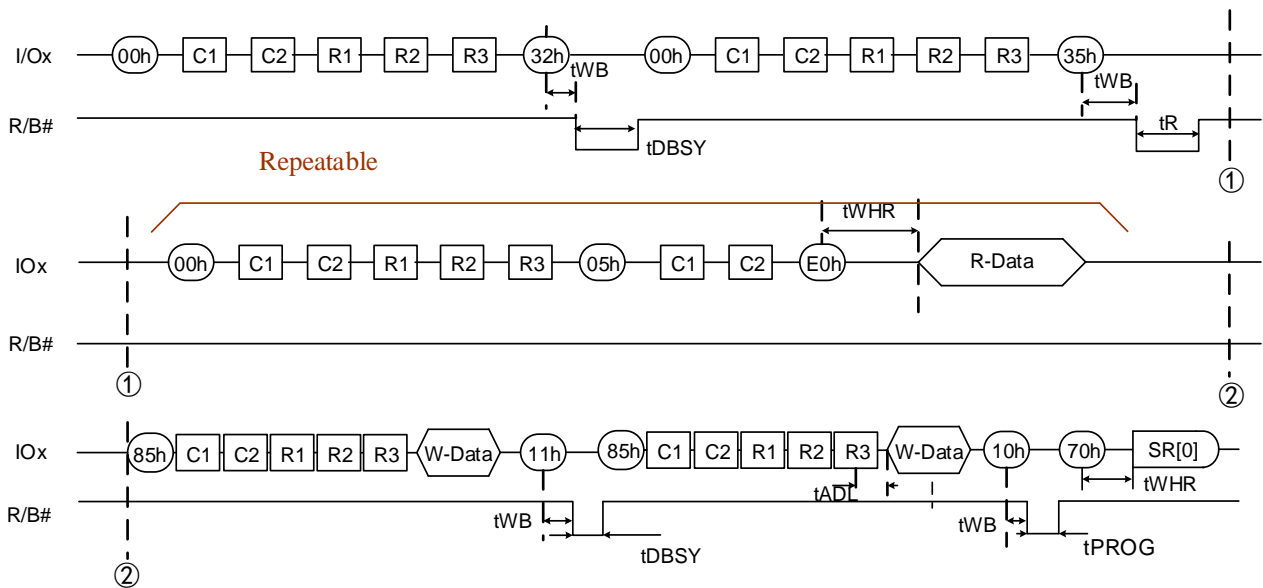 I/Ox 00h C1 C2 R1 R2 R3 32h 00h C1 C2 R1 R2 R3 35h
tWB tWB
R/B# tDBSY tR
Repeatable
①
tWHR
IOx 00h C1 C2 R1 R2 R3 05h C1 C2 E0h R-Data
R/B#
① ②
IOx 85h C1 C2 R1 R2 R3 W-Data 11h 85h C1 C2 R1 R2 R3 W-Data 10h 70h SR[0]
tADL tWHR
R/B# tWB tWB
tDBSY tPROG
②